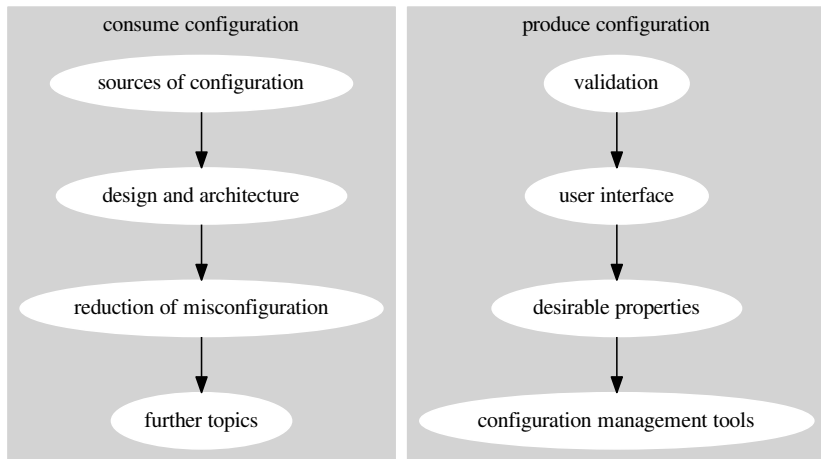 consume configuration
sources of configuration
design and architecture
reduction of misconfiguration
further topics
produce configuration
validation
user interface
desirable properties
configuration management tools